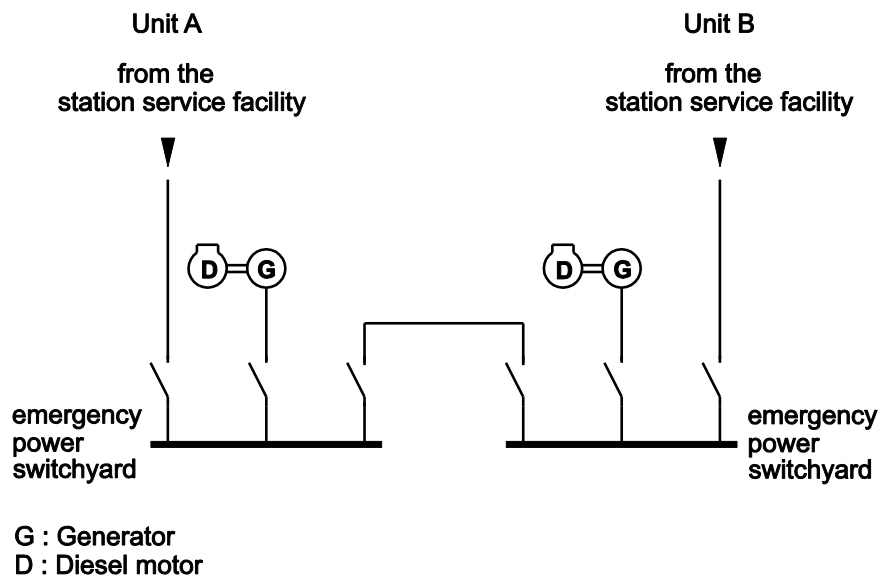 Unit A
Unit B
from the
station service facility
from the
station service facility
D
G
D
G
emergency
power
switchyard
emergency
power
switchyard
G : Generator
D : Diesel motor